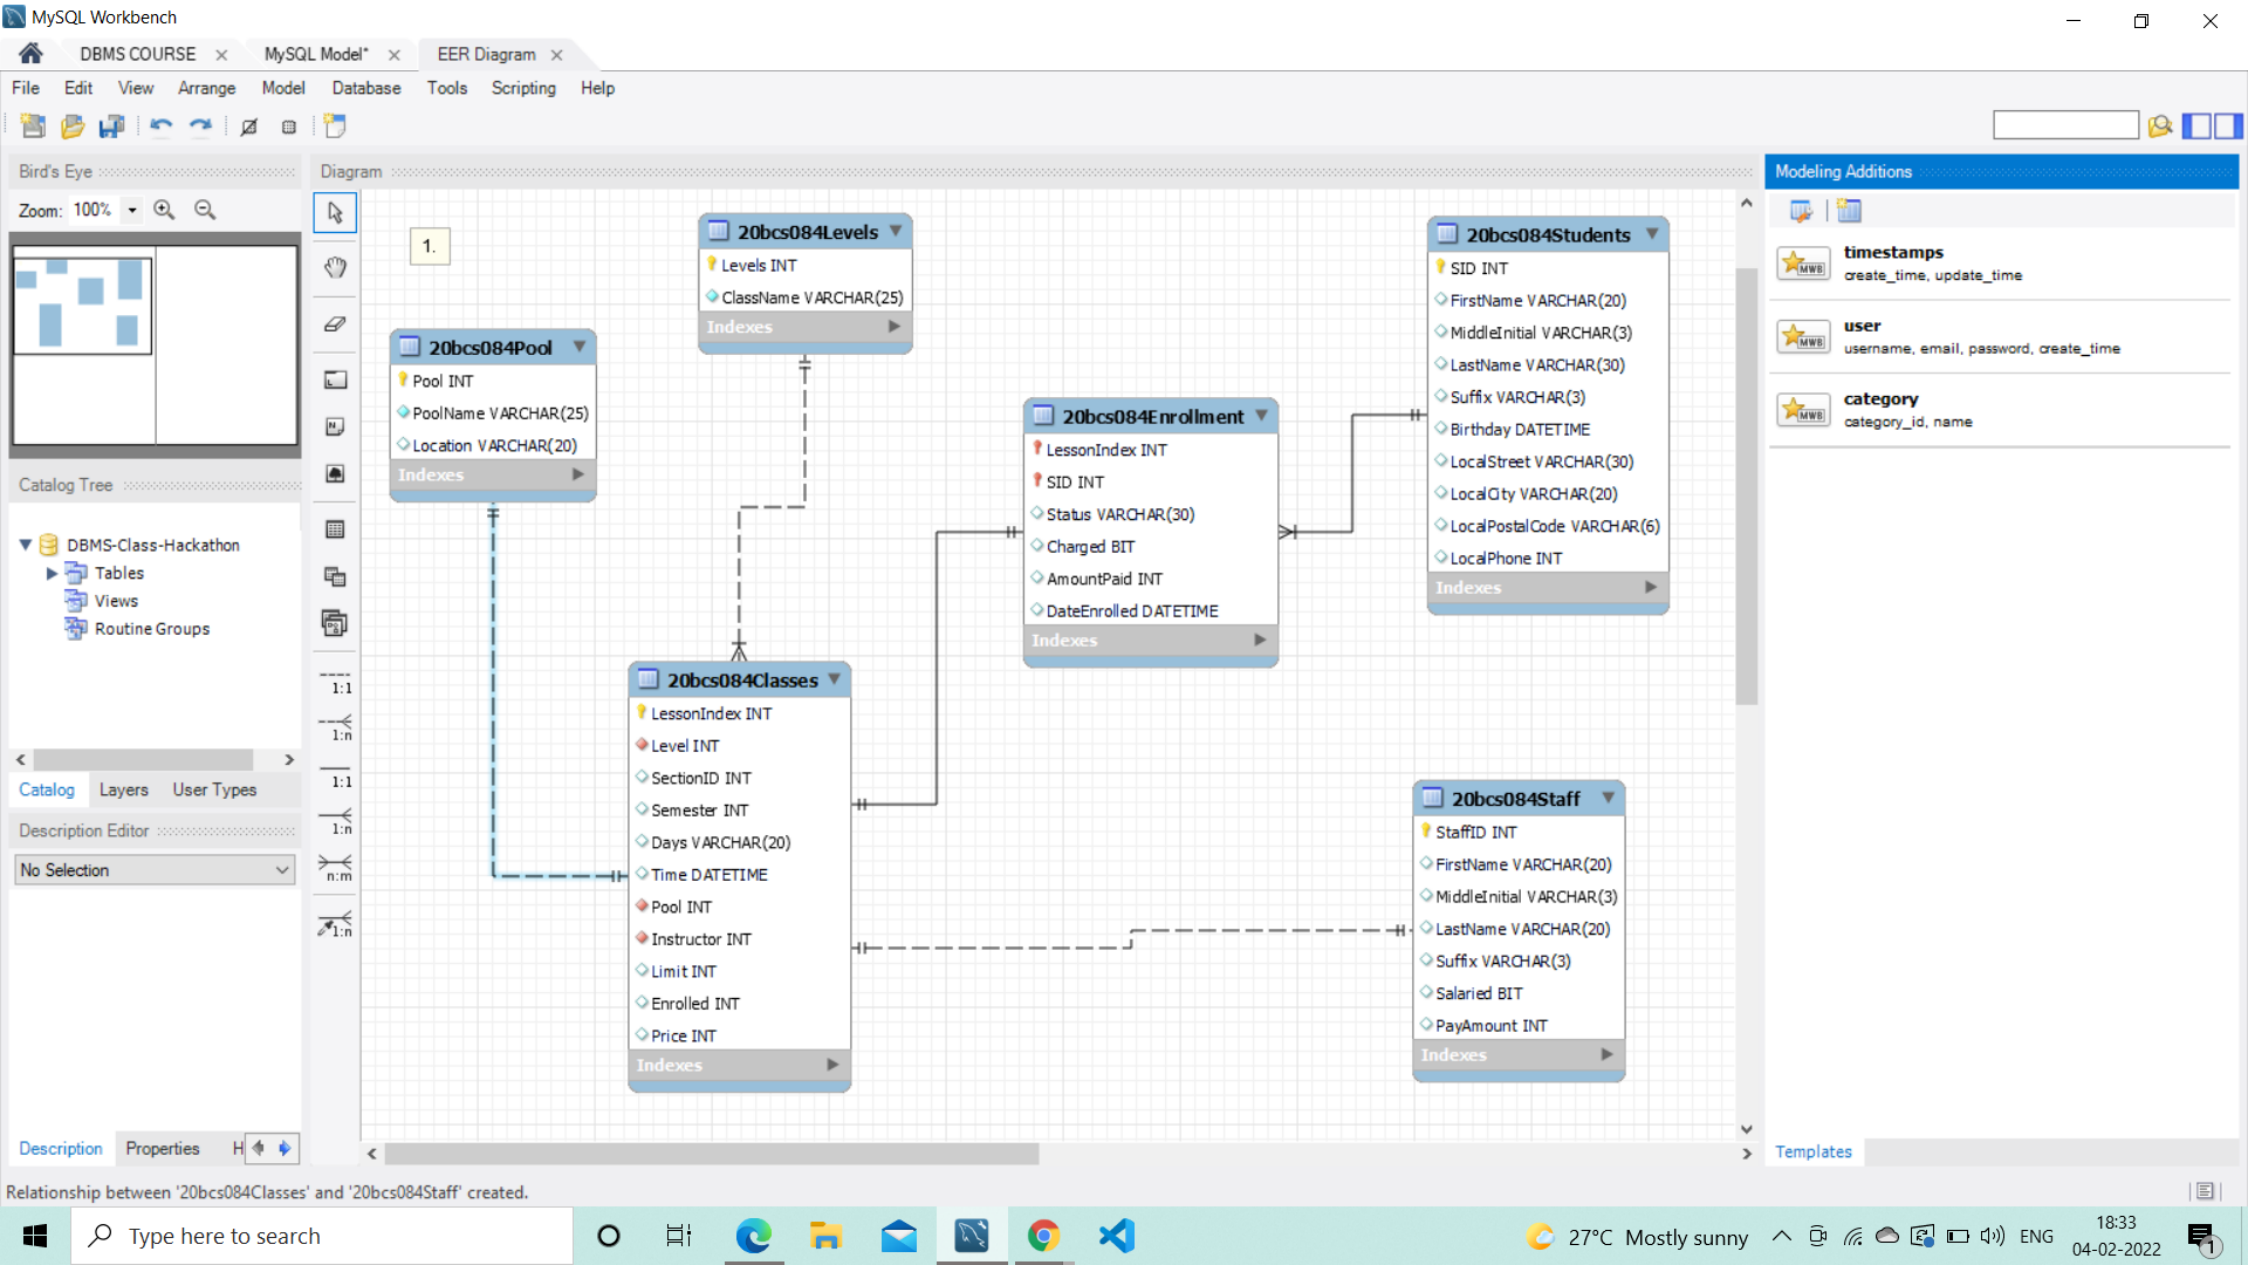 MySQL Workbench
DBMS COURSE
MySQL Model*
EER Diagram
File Edit View Arrange Model Database Tools Scripting Help
Bird's Eye
Zoom: 100%
Catalog Tree
DBMS-Class-Hackathon
Tables
Views
Routine Groups
Catalog Layers User Types
Description Editor
No Selection
Description Properties H
Diagram
1:1
1:n
1:1
1:n
n:m
1:n
1.
20bcs084Pool
Pool INT
PoolName VARCHAR(25)
Location VARCHAR(20)
Indexes
20bcs084Levels
Levels INT
ClassName VARCHAR(25)
Indexes
20bcs084Classes
LessonIndex INT
Level INT
SectionID INT
Semester INT
Days VARCHAR(20)
Time DATETIME
Pool INT
Instructor INT
Limit INT
Enrolled INT
Price INT
Indexes
20bcs084Enrollment
LessonIndex INT
SID INT
Status VARCHAR(30)
Charged BIT
AmountPaid INT
DateEnrolled DATETIME
Indexes
20bcs084Students
SID INT
FirstName VARCHAR(20)
MiddleInitial VARCHAR(3)
LastName VARCHAR(30)
Suffix VARCHAR(3)
Birthday DATETIME
LocalStreet VARCHAR(30)
LocalCity VARCHAR(20)
LocalPostalCode VARCHAR(6)
LocalPhone INT
Indexes
20bcs084Staff
StaffID INT
FirstName VARCHAR(20)
MiddleInitial VARCHAR(3)
LastName VARCHAR(20)
Suffix VARCHAR(3)
Salaried BIT
PayAmount INT
Indexes
Modeling Additions
MWB
timestamps
create_time, update_time
MWB
user
username, email, password, create_time
MWB
category
category_id, name
Templates
Relationship between '20bcs084Classes' and '20bcs084Staff' created.
Type here to search
27°C Mostly sunny
ENG
18:33
04-02-2022
1